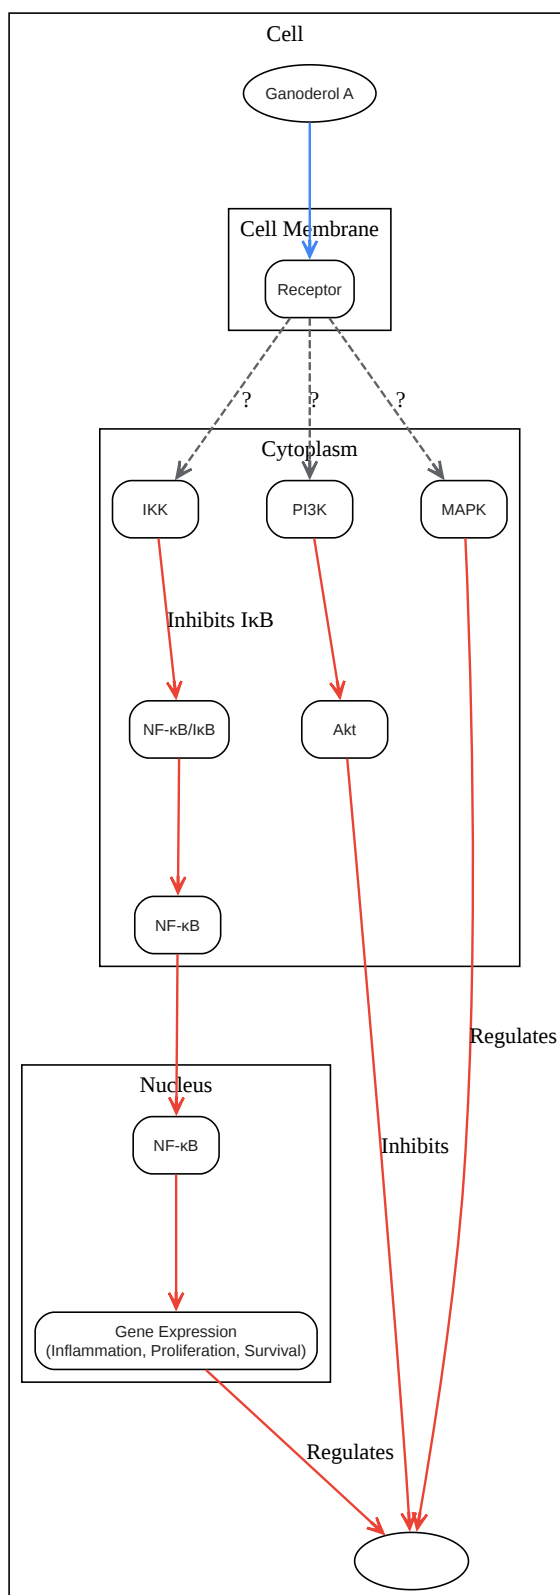 Cell
Ganoderol A
Cell Membrane
Receptor
?
?
?
Cytoplasm
IKK
PI3K
MAPK
Inhibits IκB
NF-κB/IκB
Akt
NF-κB
Regulates
Nucleus
NF-κB
Inhibits
Gene Expression
(Inflammation, Proliferation, Survival)
Regulates